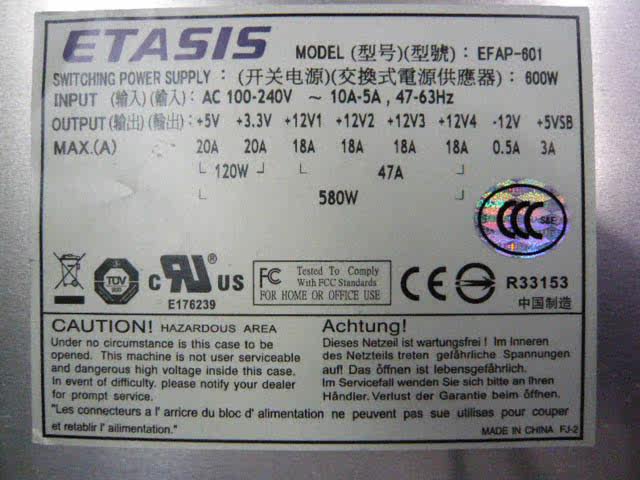 ETASIS
MODEL (型号)(型號): EFAP-601
SWITCHING POWER SUPPLY : (开关电源)(交換式電源供應器) : 600W
INPUT (输入) (輸入): AC 100-240V ~ 10A-5A , 47-63Hz
OUTPUT (输出) (輸出): +5V +3.3V +12V1 +12V2 +12V3 +12V4 -12V +5VSB
MAX.(A) 20A 20A 18A 18A 18A 18A 0.5A 3A
120W 47A
580W
CCC S&E
TÜV
c UL ® US
E176239
FC Tested To Comply
With FCC Standards
FOR HOME OR OFFICE USE
CE
R33153
中国制造
CAUTION! HAZARDOUS AREA
Under no circumstance is this case to be
opened. This machine is not user serviceable
and dangerous high voltage inside this case.
In event of difficulty. please notify your dealer
for prompt service.
Achtung!
Dieses Netzeil ist wartungsfrei! Im Inneren
des Netzteils treten gefährliche Spannungen
auf! Das öffnen ist lebensgefährlich.
Im Servicefall wenden Sie sich bitte an Ihren
Händler. Verlust der Garantie beim öffnen.
"Les connecteurs a l' arricre du bloc d' alimentation ne peuvent pas sue utilises pour couper
et retablir l' ailimentation."
MADE IN CHINA FJ-2